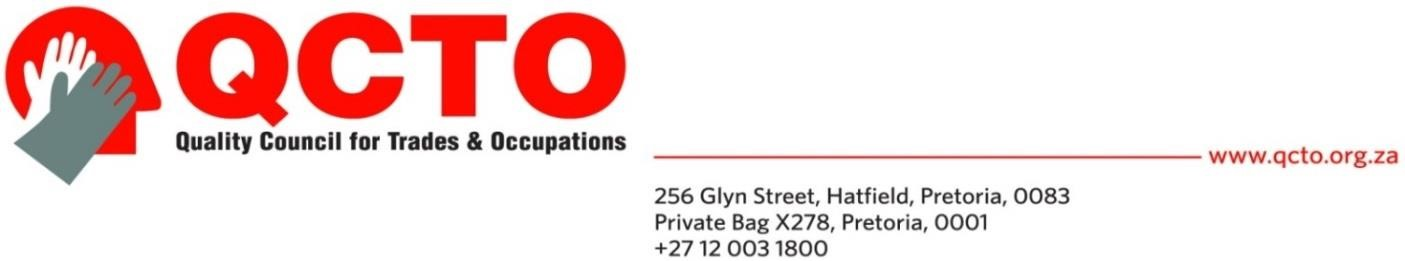 QCTO
Quality Council for Trades & Occupations
www.qcto.org.za
256 Glyn Street, Hatfield, Pretoria, 0083
Private Bag X278, Pretoria, 0001
+27 12 003 1800